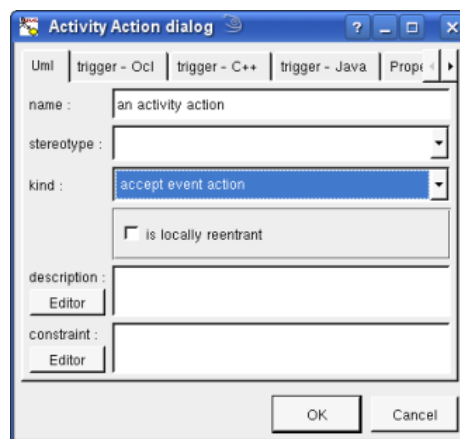 Activity Action dialog
Uml trigger - Ocl trigger - C++ trigger - Java Prope
name : an activity action
stereotype :
kind : accept event action
is locally reentrant
description :
Editor
constraint :
Editor
OK Cancel